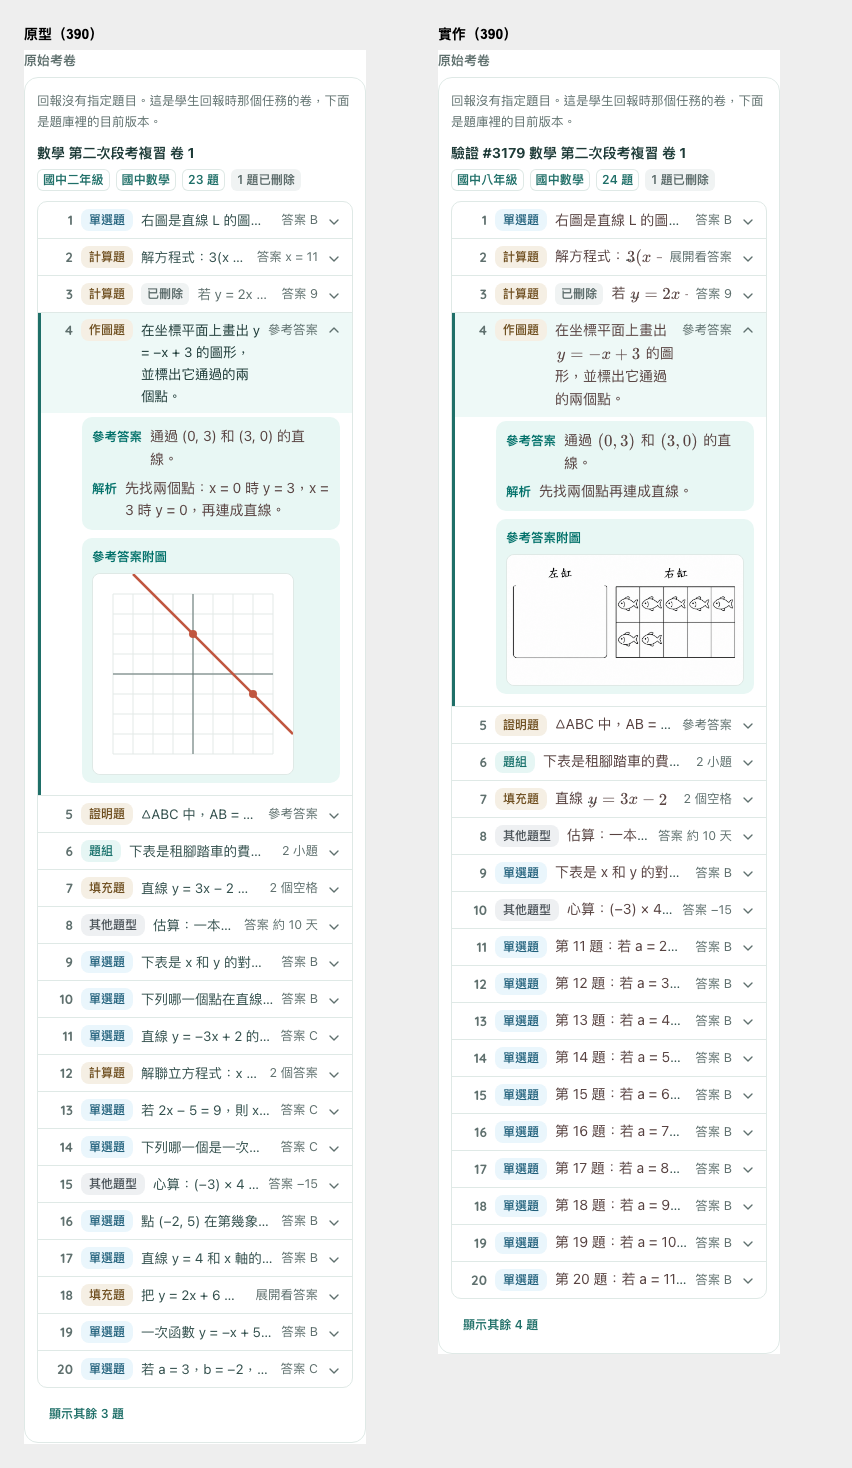 原型（390）
原始考卷
回報沒有指定題目。這是學生回報時那個任務的卷，下面
是題庫裡的目前版本。
數學 第二次段考複習 卷 1
國中二年級 國中數學 23 題 1 題已刪除
1 單選題 右圖是直線 L 的圖... 答案 B
2 計算題 解方程式：3(x ... 答案 x = 11
3 計算題 已刪除 若 y = 2x ... 答案 9
4 作圖題 在坐標平面上畫出 y 參考答案
= −x + 3 的圖形，
並標出它通過的兩
個點。
參考答案 通過 (0, 3) 和 (3, 0) 的直
線。
解析 先找兩個點：x = 0 時 y = 3，x =
3 時 y = 0，再連成直線。
參考答案附圖
5 證明題 △ABC 中，AB = ... 參考答案
6 題組 下表是租腳踏車的費... 2 小題
7 填充題 直線 y = 3x − 2 ... 2 個空格
8 其他題型 估算：一本... 答案 約 10 天
9 單選題 下表是 x 和 y 的對... 答案 B
10 單選題 下列哪一個點在直線... 答案 B
11 單選題 直線 y = −3x + 2 的... 答案 C
12 計算題 解聯立方程式：x ... 2 個答案
13 單選題 若 2x − 5 = 9，則 x... 答案 C
14 單選題 下列哪一個是一次... 答案 C
15 其他題型 心算：(−3) × 4 ... 答案 −15
16 單選題 點 (−2, 5) 在第幾象... 答案 B
17 單選題 直線 y = 4 和 x 軸的... 答案 B
18 填充題 把 y = 2x + 6 ... 展開看答案
19 單選題 一次函數 y = −x + 5... 答案 B
20 單選題 若 a = 3，b = −2，... 答案 C
顯示其餘 3 題
實作（390）
原始考卷
回報沒有指定題目。這是學生回報時那個任務的卷，下面
是題庫裡的目前版本。
驗證 #3179 數學 第二次段考複習 卷 1
國中八年級 國中數學 24 題 1 題已刪除
1 單選題 右圖是直線 L 的圖... 答案 B
2 計算題 解方程式：3(x − 展開看答案
3 計算題 已刪除 若 y = 2x - 答案 9
4 作圖題 在坐標平面上畫出 參考答案
y = −x + 3 的圖
形，並標出它通過
的兩個點。
參考答案 通過 (0, 3) 和 (3, 0) 的直
線。
解析 先找兩個點再連成直線。
參考答案附圖
左缸 右缸
5 證明題 △ABC 中，AB = ... 參考答案
6 題組 下表是租腳踏車的費... 2 小題
7 填充題 直線 y = 3x − 2 2 個空格
8 其他題型 估算：一本... 答案 約 10 天
9 單選題 下表是 x 和 y 的對... 答案 B
10 其他題型 心算：(−3) × 4... 答案 −15
11 單選題 第 11 題：若 a = 2... 答案 B
12 單選題 第 12 題：若 a = 3... 答案 B
13 單選題 第 13 題：若 a = 4... 答案 B
14 單選題 第 14 題：若 a = 5... 答案 B
15 單選題 第 15 題：若 a = 6... 答案 B
16 單選題 第 16 題：若 a = 7... 答案 B
17 單選題 第 17 題：若 a = 8... 答案 B
18 單選題 第 18 題：若 a = 9... 答案 B
19 單選題 第 19 題：若 a = 10... 答案 B
20 單選題 第 20 題：若 a = 11... 答案 B
顯示其餘 4 題